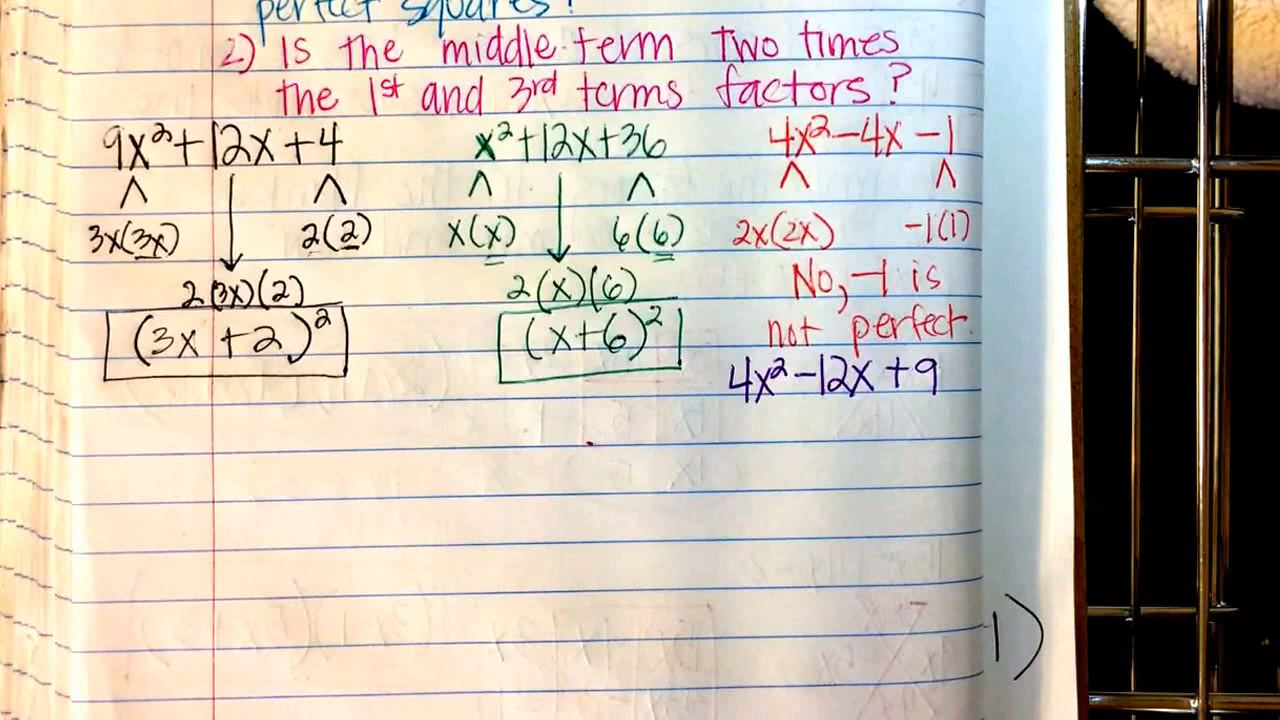 perfect squares?
2) Is the middle term two times
the 1st and 3rd terms factors?
9x² + 12x + 4
x² + 12x + 36
4x² - 4x - 1
3x(3x) 2(2)
x(x) 6(6)
2x(2x) -1(1)
2(3x)(2)
2(x)(6)
No, -1 is
not perfect
(3x + 2)²
(x+6)²
4x² - 12x + 9
1)